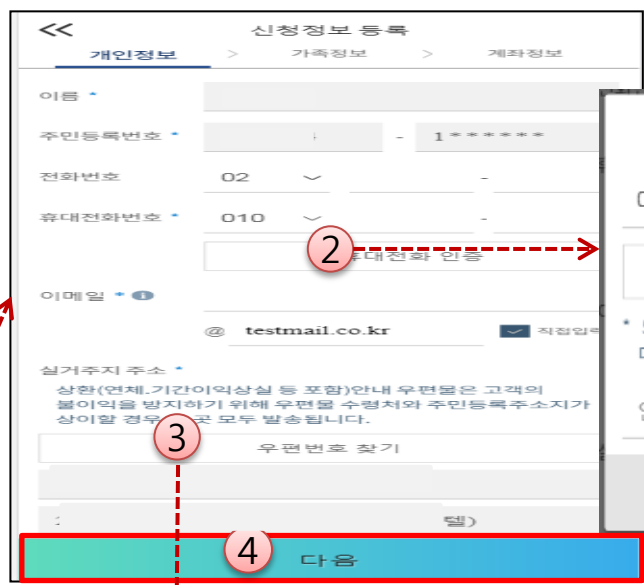 << 신청정보 등록
개인정보 > 가족정보 > 계좌정보
이름 *
주민등록번호 * - 1******
전화번호 02 -
휴대전화번호 * 010 -
2 휴대전화 인증
이메일 *
@ testmail.co.kr 직접입력
실거주지 주소 *
상환(연체,기간이익상실 등 포함)안내 우편물은 고객의
불이익을 방지하기 위해 우편물 수령처와 주민등록주소지가
상이할 경우 곳 모두 발송됩니다.
3
우편번호 찾기
텔)
4 다음